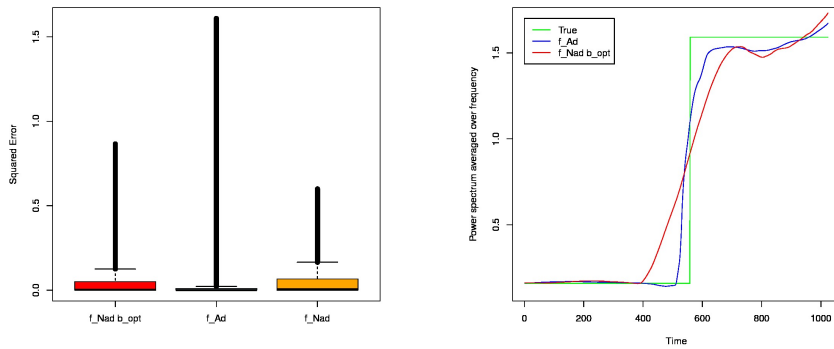 Squared Error
0.0
0.5
1.0
1.5
f_Nad b_opt
f_Ad
f_Nad
Power spectrum averaged over frequency
0.5
1.0
1.5
True
f_Ad
f_Nad b_opt
0
200
400
600
800
1000
Time